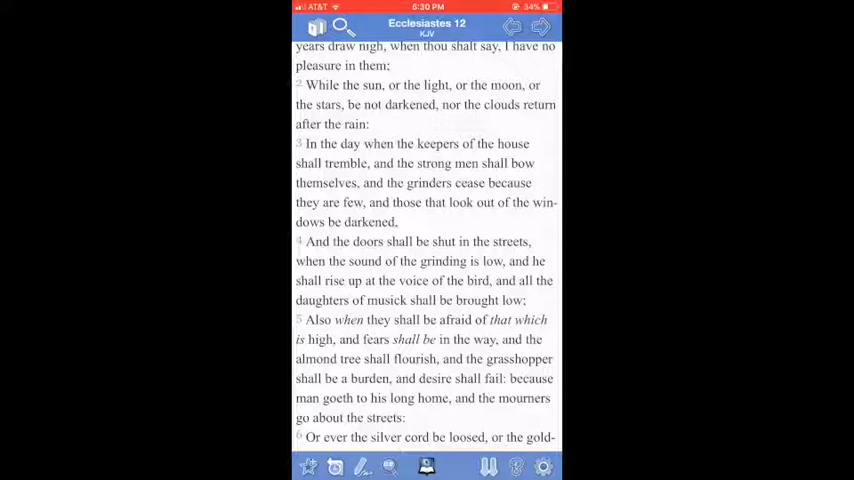 AT&T 6:30 PM 34%
Ecclesiastes 12
KJV
years draw nigh, when thou shalt say, I have no
pleasure in them;
2 While the sun, or the light, or the moon, or
the stars, be not darkened, nor the clouds return
after the rain:
3 In the day when the keepers of the house
shall tremble, and the strong men shall bow
themselves, and the grinders cease because
they are few, and those that look out of the win-
dows be darkened,
4 And the doors shall be shut in the streets,
when the sound of the grinding is low, and he
shall rise up at the voice of the bird, and all the
daughters of musick shall be brought low;
5 Also when they shall be afraid of that which
is high, and fears shall be in the way, and the
almond tree shall flourish, and the grasshopper
shall be a burden, and desire shall fail: because
man goeth to his long home, and the mourners
go about the streets:
6 Or ever the silver cord be loosed, or the gold-